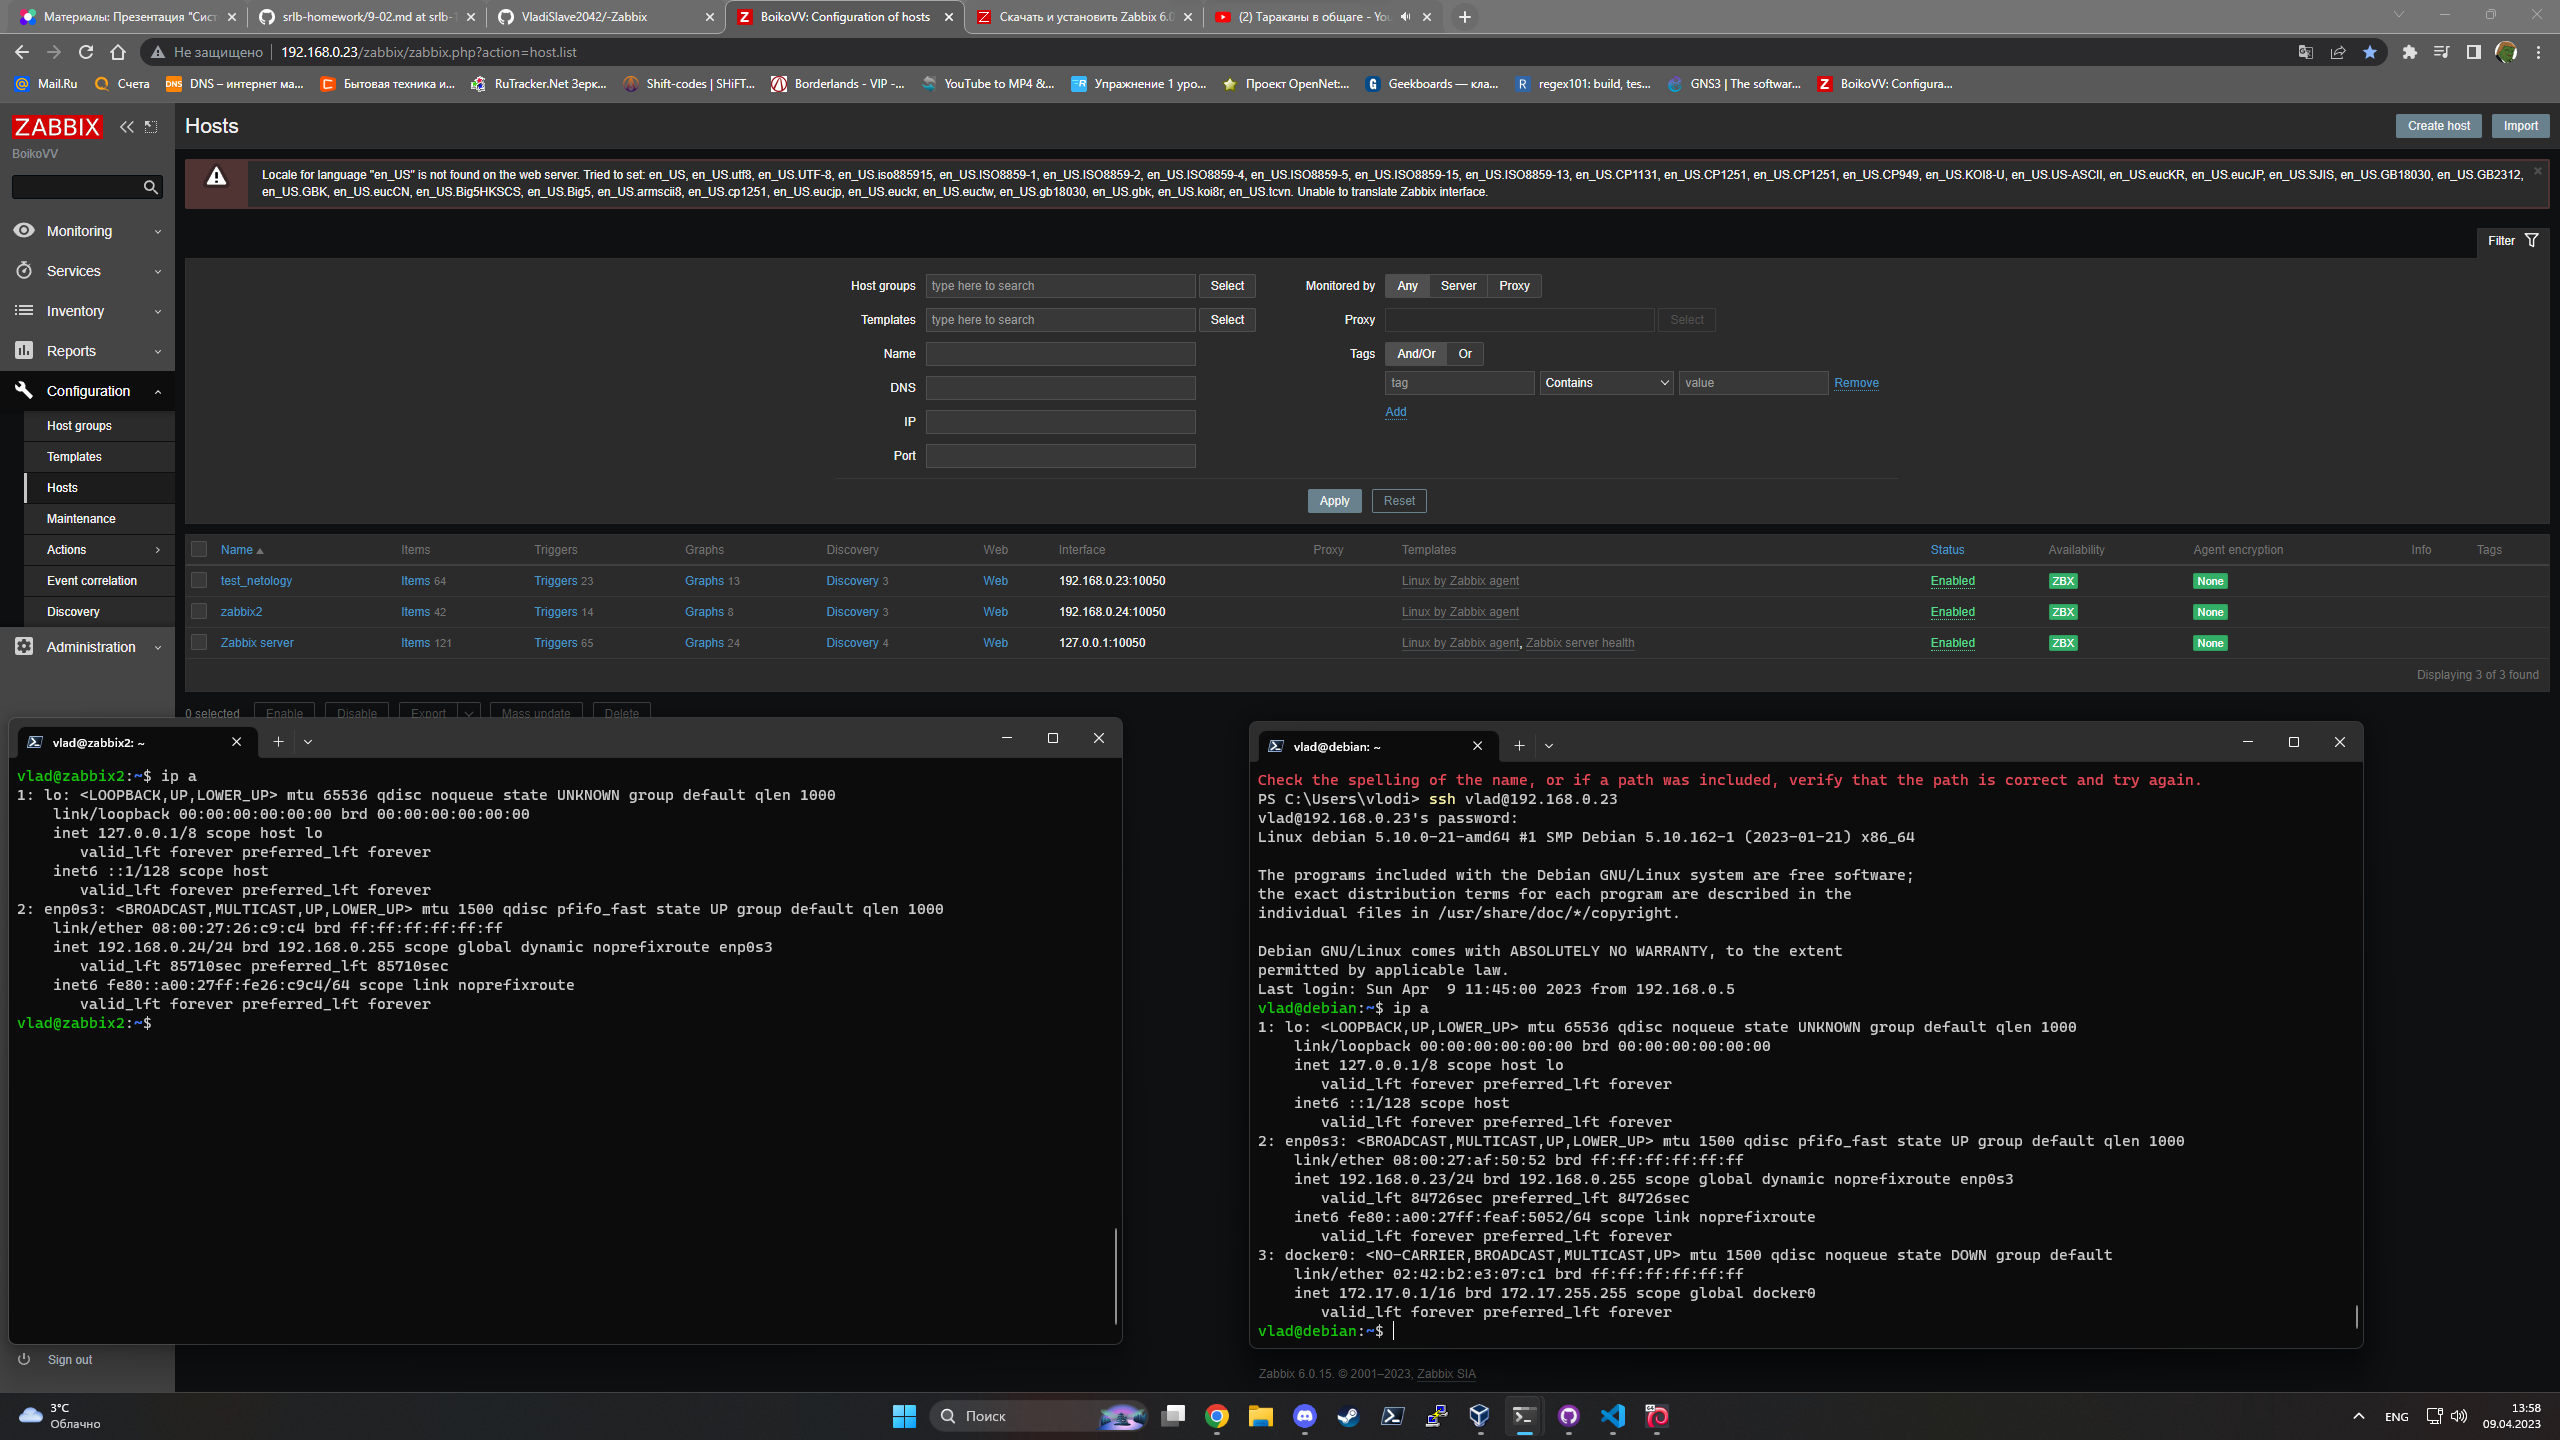 Материалы: Презентация "Сист
srlb-homework/9-02.md at srlb-1
VladiSlave2042/-Zabbix
BoikoVV: Configuration of hosts
Скачать и установить Zabbix 6.0
(2) Тараканы в общаге - You
Не защищено
192.168.0.23/zabbix/zabbix.php?action=host.list
Mail.Ru
Счета
DNS – интернет ма...
Бытовая техника и...
RuTracker.Net Зерк...
Shift-codes | SHiFT...
Borderlands - VIP -...
YouTube to MP4 &...
Упражнение 1 уро...
Проект OpenNet:...
Geekboards — кла...
regex101: build, tes...
GNS3 | The softwar...
BoikoVV: Configura...
ZABBIX
BoikoVV
Hosts
Create host
Import
Locale for language "en_US" is not found on the web server. Tried to set: en_US, en_US.utf8, en_US.UTF-8, en_US.iso885915, en_US.ISO8859-1, en_US.ISO8859-2, en_US.ISO8859-4, en_US.ISO8859-5, en_US.ISO8859-15, en_US.ISO8859-13, en_US.CP1131, en_US.CP1251, en_US.CP1251, en_US.CP949, en_US.KOI8-U, en_US.US-ASCII, en_US.eucKR, en_US.eucJP, en_US.SJIS, en_US.GB18030, en_US.GB2312,
en_US.GBK, en_US.eucCN, en_US.Big5HKSCS, en_US.Big5, en_US.armscii8, en_US.cp1251, en_US.eucjp, en_US.euckr, en_US.euctw, en_US.gb18030, en_US.gbk, en_US.koi8r, en_US.tcvn. Unable to translate Zabbix interface.
Monitoring
Services
Inventory
Reports
Configuration
Host groups
Templates
Hosts
Maintenance
Actions
Event correlation
Discovery
Administration
Filter
Host groups type here to search Select
Templates type here to search Select
Name
DNS
IP
Port
Monitored by Any Server Proxy
Proxy Select
Tags And/Or Or
tag Contains value Remove
Add
Apply Reset
Name Items Triggers Graphs Discovery Web Interface Proxy Templates Status Availability Agent encryption Info Tags
test_netology Items 64 Triggers 23 Graphs 13 Discovery 3 Web 192.168.0.23:10050 Linux by Zabbix agent Enabled ZBX None
zabbix2 Items 42 Triggers 14 Graphs 8 Discovery 3 Web 192.168.0.24:10050 Linux by Zabbix agent Enabled ZBX None
Zabbix server Items 121 Triggers 65 Graphs 24 Discovery 4 Web 127.0.0.1:10050 Linux by Zabbix agent, Zabbix server health Enabled ZBX None
Displaying 3 of 3 found
0 selected Enable Disable Export Mass update Delete
vlad@zabbix2: ~
vlad@zabbix2:~$ ip a
1: lo: <LOOPBACK,UP,LOWER_UP> mtu 65536 qdisc noqueue state UNKNOWN group default qlen 1000
link/loopback 00:00:00:00:00:00 brd 00:00:00:00:00:00
inet 127.0.0.1/8 scope host lo
valid_lft forever preferred_lft forever
inet6 ::1/128 scope host
valid_lft forever preferred_lft forever
2: enp0s3: <BROADCAST,MULTICAST,UP,LOWER_UP> mtu 1500 qdisc pfifo_fast state UP group default qlen 1000
link/ether 08:00:27:26:c9:c4 brd ff:ff:ff:ff:ff:ff
inet 192.168.0.24/24 brd 192.168.0.255 scope global dynamic noprefixroute enp0s3
valid_lft 85710sec preferred_lft 85710sec
inet6 fe80::a00:27ff:fe26:c9c4/64 scope link noprefixroute
valid_lft forever preferred_lft forever
vlad@zabbix2:~$
vlad@debian: ~
Check the spelling of the name, or if a path was included, verify that the path is correct and try again.
PS C:\Users\vlodi> ssh vlad@192.168.0.23
vlad@192.168.0.23's password:
Linux debian 5.10.0-21-amd64 #1 SMP Debian 5.10.162-1 (2023-01-21) x86_64
The programs included with the Debian GNU/Linux system are free software;
the exact distribution terms for each program are described in the
individual files in /usr/share/doc/*/copyright.
Debian GNU/Linux comes with ABSOLUTELY NO WARRANTY, to the extent
permitted by applicable law.
Last login: Sun Apr  9 11:45:00 2023 from 192.168.0.5
vlad@debian:~$ ip a
1: lo: <LOOPBACK,UP,LOWER_UP> mtu 65536 qdisc noqueue state UNKNOWN group default qlen 1000
link/loopback 00:00:00:00:00:00 brd 00:00:00:00:00:00
inet 127.0.0.1/8 scope host lo
valid_lft forever preferred_lft forever
inet6 ::1/128 scope host
valid_lft forever preferred_lft forever
2: enp0s3: <BROADCAST,MULTICAST,UP,LOWER_UP> mtu 1500 qdisc pfifo_fast state UP group default qlen 1000
link/ether 08:00:27:af:50:52 brd ff:ff:ff:ff:ff:ff
inet 192.168.0.23/24 brd 192.168.0.255 scope global dynamic noprefixroute enp0s3
valid_lft 84726sec preferred_lft 84726sec
inet6 fe80::a00:27ff:feaf:5052/64 scope link noprefixroute
valid_lft forever preferred_lft forever
3: docker0: <NO-CARRIER,BROADCAST,MULTICAST,UP> mtu 1500 qdisc noqueue state DOWN group default
link/ether 02:42:b2:e3:07:c1 brd ff:ff:ff:ff:ff:ff
inet 172.17.0.1/16 brd 172.17.255.255 scope global docker0
valid_lft forever preferred_lft forever
vlad@debian:~$
Sign out
Zabbix 6.0.15. © 2001–2023, Zabbix SIA
3°C
Облачно
Поиск
ENG
13:58
09.04.2023